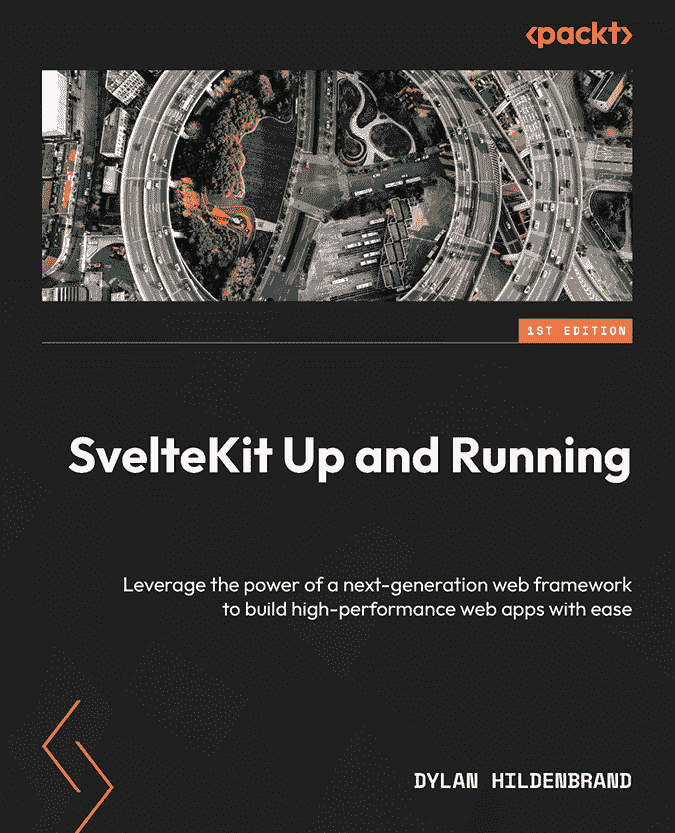 <packt>
1ST EDITION
SvelteKit Up and Running
Leverage the power of a next-generation web framework
to build high-performance web apps with ease
DYLAN HILDENBRAND